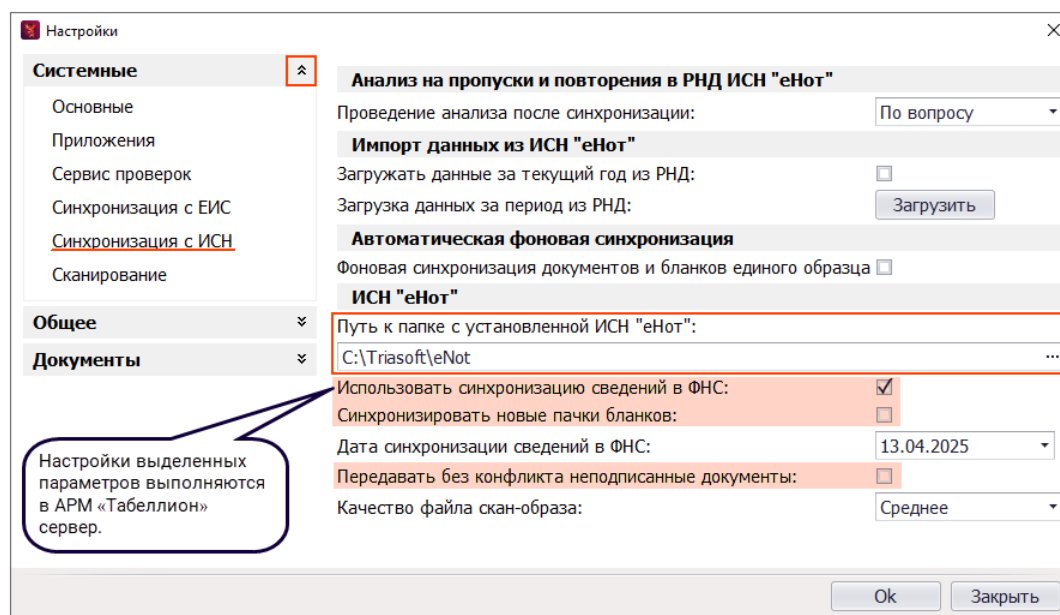 Настройки
Системные
Основные
Приложения
Сервис проверок
Синхронизация с ЕИС
Синхронизация с ИСН
Сканирование
Общее
Документы
Анализ на пропуски и повторения в РНД ИСН "еНот"
Проведение анализа после синхронизации:
По вопросу
Импорт данных из ИСН "еНот"
Загружать данные за текущий год из РНД:
Загрузка данных за период из РНД:
Загрузить
Автоматическая фоновая синхронизация
Фоновая синхронизация документов и бланков единого образца
ИСН "еНот"
Путь к папке с установленной ИСН "еНот":
C:\Triasoft\eNot
...
Использовать синхронизацию сведений в ФНС:
Синхронизировать новые пачки бланков:
Дата синхронизации сведений в ФНС:
13.04.2025
Передавать без конфликта неподписанные документы:
Качество файла скан-образа:
Среднее
Настройки выделенных
параметров выполняются
в АРМ «Табеллион»
сервер.
Ok
Закрыть